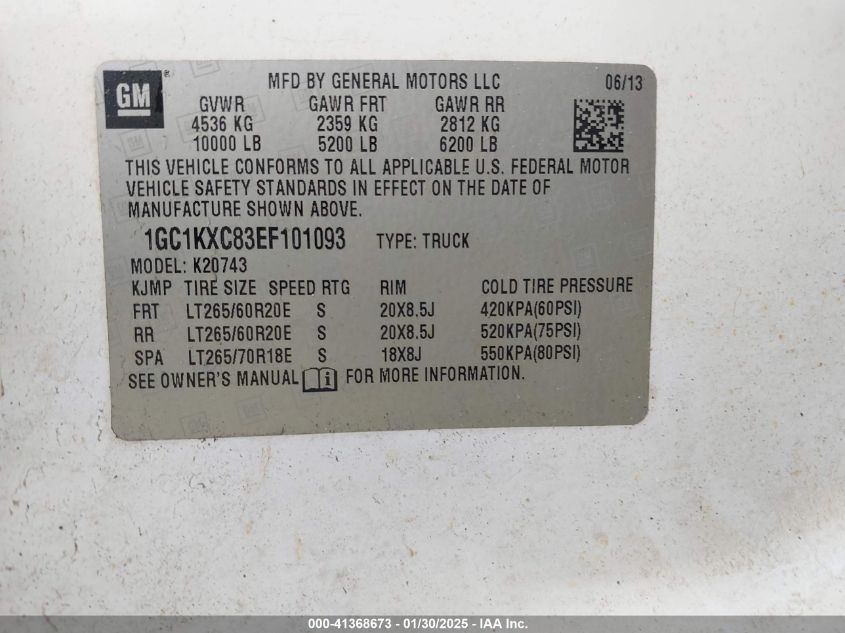 GM ® MFD BY GENERAL MOTORS LLC 06/13
GVWR GAWR FRT GAWR RR
4536 KG 2359 KG 2812 KG
10000 LB 5200 LB 6200 LB
THIS VEHICLE CONFORMS TO ALL APPLICABLE U.S. FEDERAL MOTOR
VEHICLE SAFETY STANDARDS IN EFFECT ON THE DATE OF
MANUFACTURE SHOWN ABOVE.
1GC1KXC83EF101093 TYPE: TRUCK
MODEL: K20743
KJMP TIRE SIZE SPEED RTG RIM COLD TIRE PRESSURE
FRT LT265/60R20E S 20X8.5J 420KPA(60PSI)
RR LT265/60R20E S 20X8.5J 520KPA(75PSI)
SPA LT265/70R18E S 18X8J 550KPA(80PSI)
SEE OWNER'S MANUAL i FOR MORE INFORMATION.
000-41368673 - 01/30/2025 - IAA Inc.